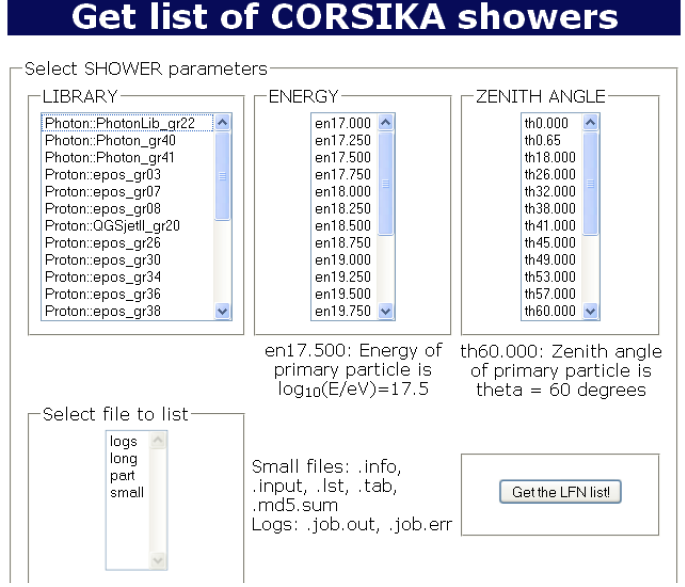 Get list of CORSIKA showers
Select SHOWER parameters
LIBRARY
Photon::PhotonLib_gr22
Photon::Photon_gr40
Photon::Photon_gr41
Proton::epos_gr03
Proton::epos_gr07
Proton::epos_gr08
Proton::QGSjetII_gr20
Proton::epos_gr26
Proton::epos_gr30
Proton::epos_gr34
Proton::epos_gr36
Proton::epos_gr38
ENERGY
en17.000
en17.250
en17.500
en17.750
en18.000
en18.250
en18.500
en18.750
en19.000
en19.250
en19.500
en19.750
ZENITH ANGLE
th0.000
th0.65
th18.000
th26.000
th32.000
th38.000
th41.000
th45.000
th49.000
th53.000
th57.000
th60.000
en17.500: Energy of
primary particle is
log₁₀(E/eV)=17.5
th60.000: Zenith angle
of primary particle is
theta = 60 degrees
Select file to list
logs
long
part
small
Small files: .info,
.input, .lst, .tab,
.md5.sum
Logs: .job.out, .job.err
Get the LFN list!